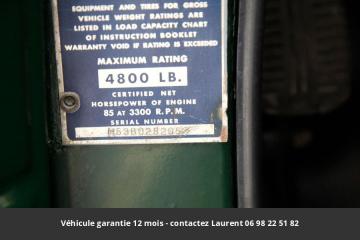 EQUIPMENT AND TIRES FOR GROSS
VEHICLE WEIGHT RATINGS ARE
LISTED IN LOAD CAPACITY CHART
OF INSTRUCTION BOOKLET
WARRANTY VOID IF RATING IS EXCEEDED
MAXIMUM RATING
4800 LB.
CERTIFIED NET
HORSEPOWER OF ENGINE
85 AT 3300 R.P.M.
SERIAL NUMBER
Véhicule garantie 12 mois - contactez Laurent 06 98 22 51 82